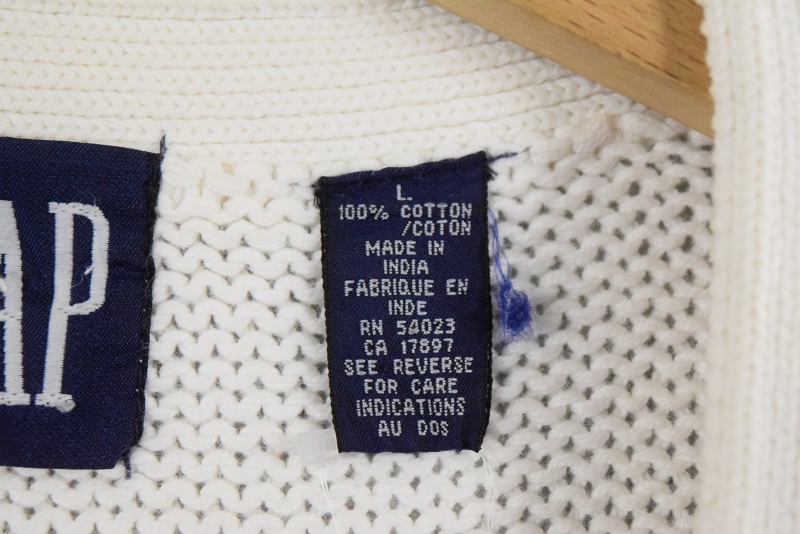 AP
L.
100% COTTON
/COTON
MADE IN
INDIA
FABRIQUE EN
INDE
RN 54023
CA 17897
SEE REVERSE
FOR CARE
INDICATIONS
AU DOS